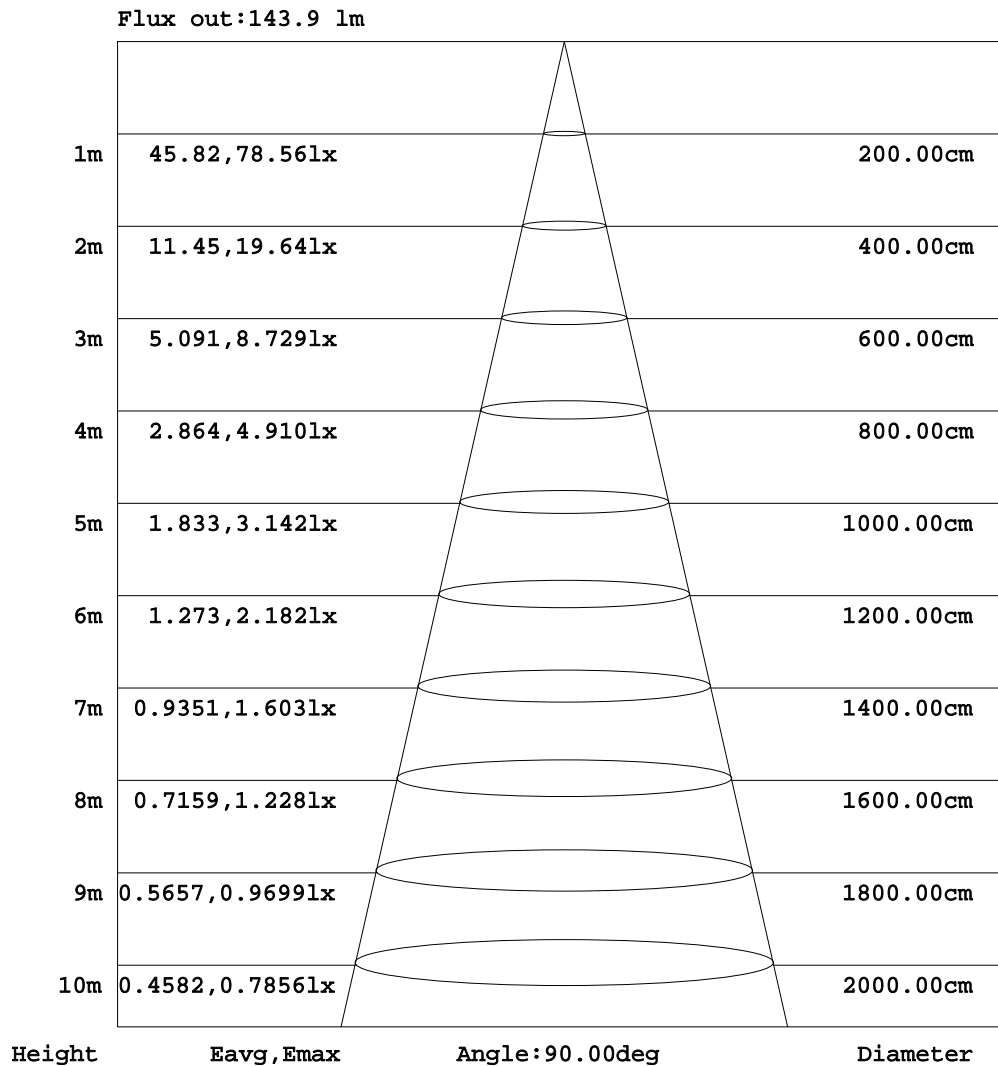 Flux out:143.9 lm
1m 45.82,78.56lx 200.00cm
2m 11.45,19.64lx 400.00cm
3m 5.091,8.729lx 600.00cm
4m 2.864,4.910lx 800.00cm
5m 1.833,3.142lx 1000.00cm
6m 1.273,2.182lx 1200.00cm
7m 0.9351,1.603lx 1400.00cm
8m 0.7159,1.228lx 1600.00cm
9m 0.5657,0.9699lx 1800.00cm
10m 0.4582,0.7856lx 2000.00cm
Height Eavg,Emax Angle:90.00deg Diameter